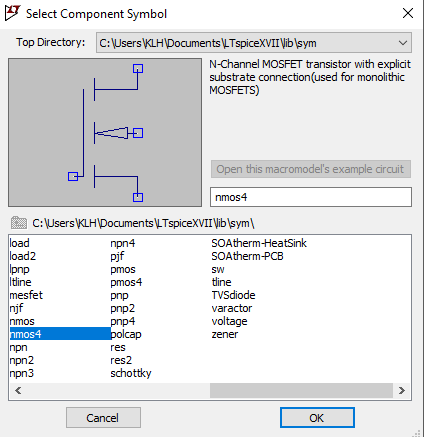 Select Component Symbol
Top Directory: C:\Users\KLH\Documents\LTspiceXVII\lib\sym
N-Channel MOSFET transistor with explicit
substrate connection(used for monolithic
MOSFETS)
Open this macromodel's example circuit
nmos4
C:\Users\KLH\Documents\LTspiceXVII\lib\sym\
load
load2
lpnp
ltline
mesfet
njf
nmos
nmos4
npn
npn2
npn3
npn4
pjf
pmos
pmos4
pnp
pnp2
pnp4
polcap
res
res2
schottky
SOAtherm-HeatSink
SOAtherm-PCB
sw
tline
TVSdiode
varactor
voltage
zener
Cancel
OK